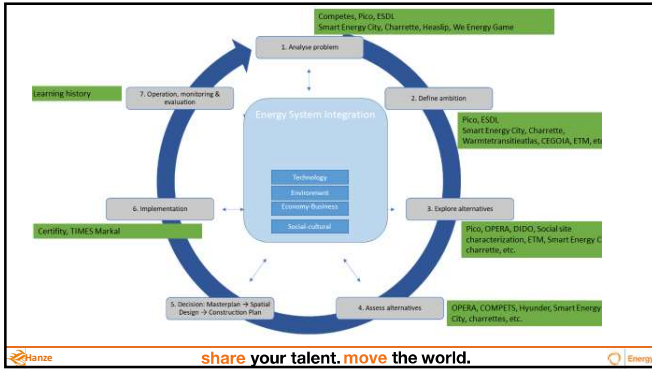 Competes, Pico, ESDL
Smart Energy City, Charrette, Heaslip, We Energy Game
1. Analyse problem
Learning history
7. Operation, monitoring &
evaluation
2. Define ambition
Energy System Integration
Pico, ESDL
Smart Energy City, Charrette,
Warmtetransitieatlas, CEGOIA, ETM, etc
Technology
Environment
Economy-Business
Social-cultural
6. Implementation
3. Explore alternatives
Certifity, TIMES Markal
Pico, OPERA, DIDO, Social site
characterization, ETM, Smart Energy C
charrette, etc.
5. Decision: Masterplan → Spatial
Design → Construction Plan
4. Assess alternatives
OPERA, COMPETS, Hyunder, Smart Energy
City, charrettes, etc.
Hanze
share your talent. move the world.
Energy